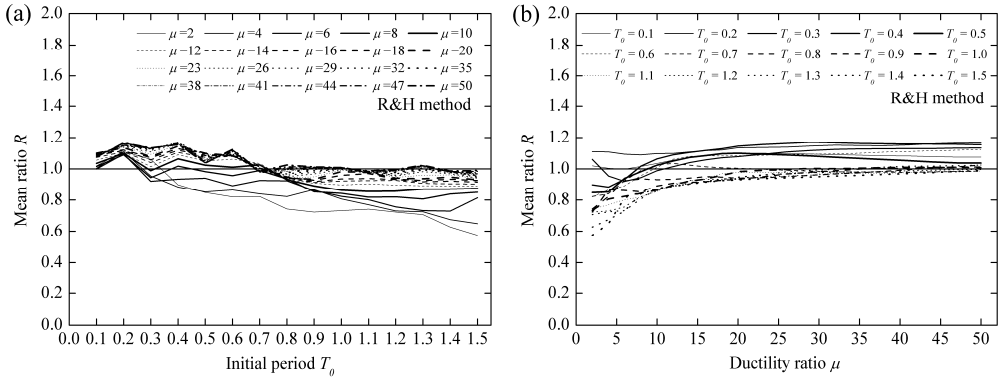 (a)
2.0
1.8
1.6
1.4
1.2
1.0
0.8
0.6
0.4
0.2
0.0
Mean ratio R
μ=2 μ=4 μ=6 μ=8 μ=10
μ=12 μ=14 μ=16 μ=18 μ=20
μ=23 μ=26 μ=29 μ=32 μ=35
μ=38 μ=41 μ=44 μ=47 μ=50
R&H method
0.0 0.1 0.2 0.3 0.4 0.5 0.6 0.7 0.8 0.9 1.0 1.1 1.2 1.3 1.4 1.5
Initial period T0
(b)
2.0
1.8
1.6
1.4
1.2
1.0
0.8
0.6
0.4
0.2
0.0
Mean ratio R
T0 = 0.1 T0 = 0.2 T0 = 0.3 T0 = 0.4 T0 = 0.5
T0 = 0.6 T0 = 0.7 T0 = 0.8 T0 = 0.9 T0 = 1.0
T0 = 1.1 T0 = 1.2 T0 = 1.3 T0 = 1.4 T0 = 1.5
R&H method
0 5 10 15 20 25 30 35 40 45 50
Ductility ratio μ